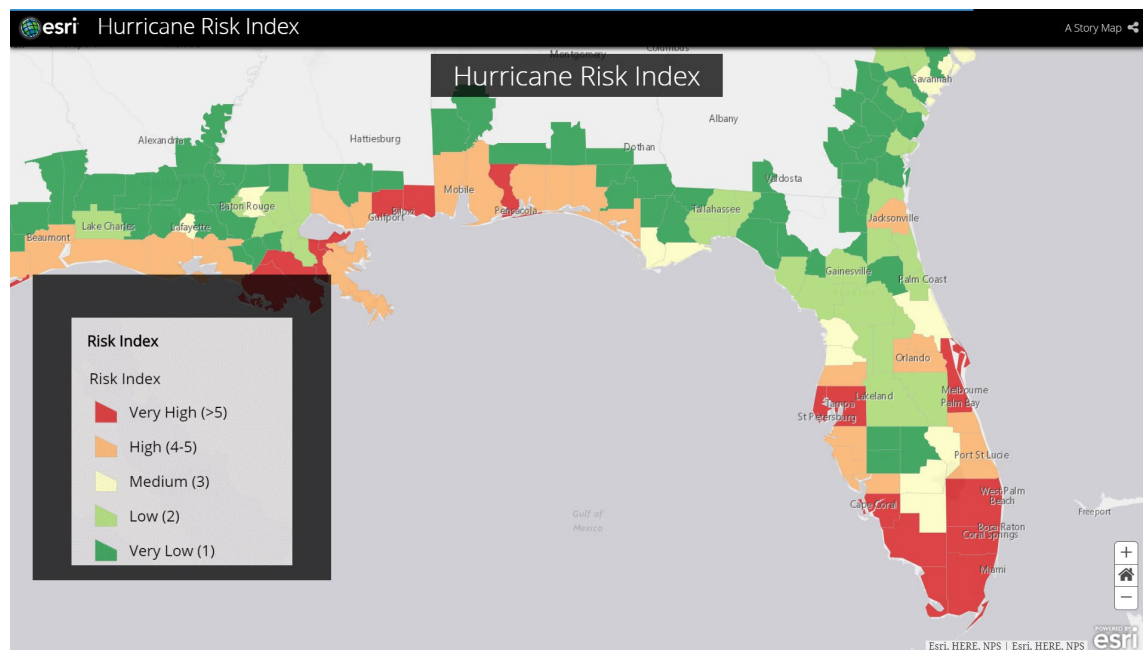 esri Hurricane Risk Index
A Story Map
Hurricane Risk Index
Montgomery
Columbus
Savannah
Albany
Alexandria
Hattiesburg
Dothan
Valdosta
Mobile
Baton Rouge
Biloxi
Gulfport
Pensacola
Tallahassee
Jacksonville
Lake Charles
Lafayette
Beaumont
Gainesville
Palm Coast
Orlando
Melbourne
Palm Bay
Lakeland
Tampa
St Petersburg
Port St Lucie
West Palm
Beach
Cape Coral
Freeport
Gulf of
Mexico
Boca Raton
Coral Springs
Miami
Risk Index
Risk Index
Very High (>5)
High (4-5)
Medium (3)
Low (2)
Very Low (1)
+
−
Esri, HERE, NPS | Esri, HERE, NPS
POWERED BY
esri